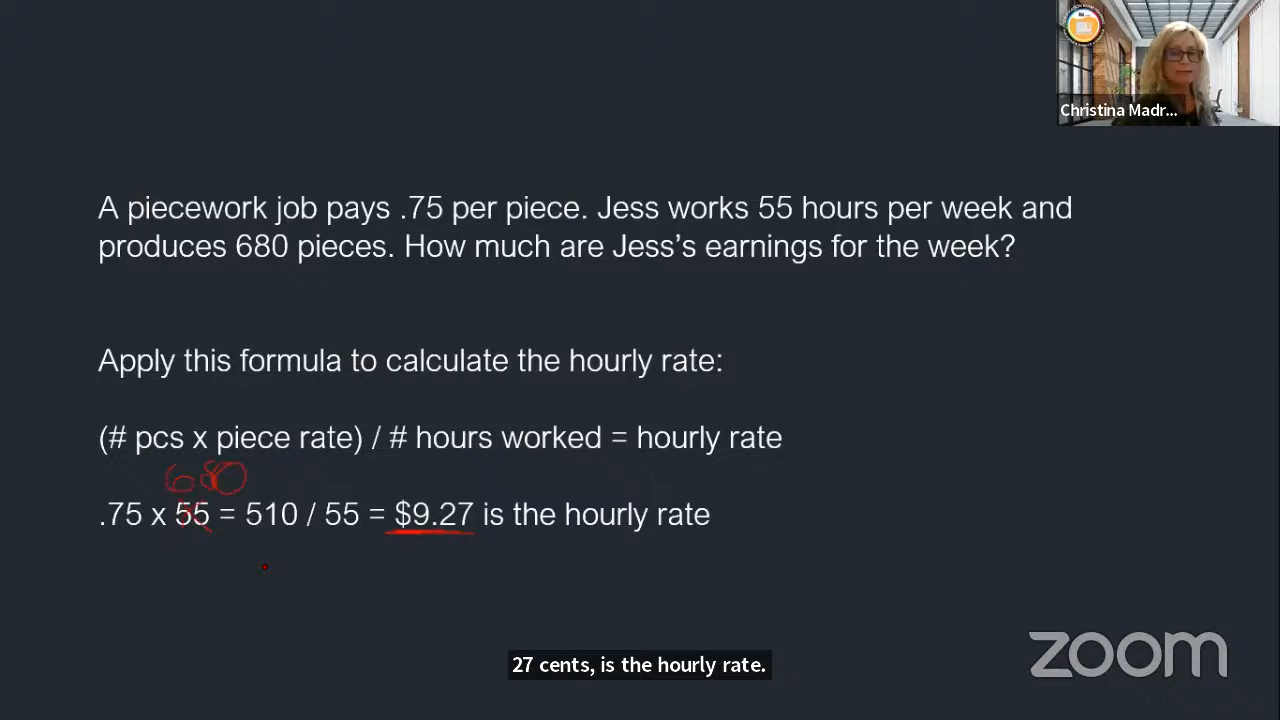 Christina Madr...
A piecework job pays .75 per piece. Jess works 55 hours per week and
produces 680 pieces. How much are Jess's earnings for the week?
Apply this formula to calculate the hourly rate:
(# pcs x piece rate) / # hours worked = hourly rate
680
.75 x 55 = 510 / 55 = $9.27 is the hourly rate
27 cents, is the hourly rate.
zoom